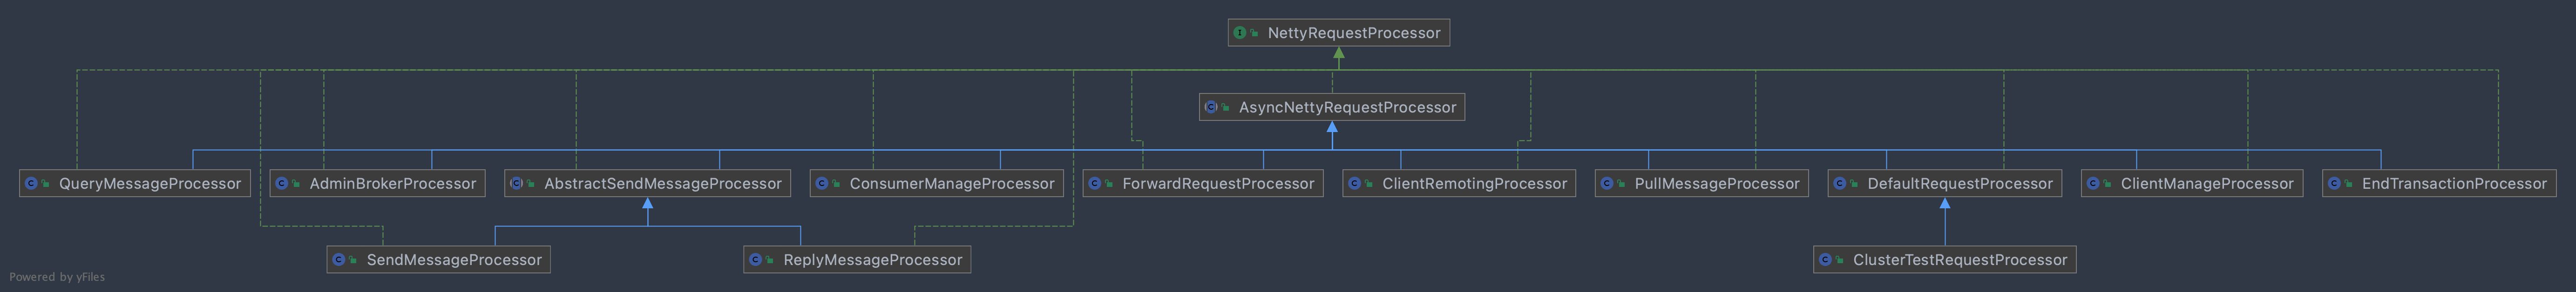 NettyRequestProcessor
AsyncNettyRequestProcessor
QueryMessageProcessor
AdminBrokerProcessor
AbstractSendMessageProcessor
ConsumerManageProcessor
ForwardRequestProcessor
ClientRemotingProcessor
PullMessageProcessor
DefaultRequestProcessor
ClientManageProcessor
EndTransactionProcessor
SendMessageProcessor
ReplyMessageProcessor
ClusterTestRequestProcessor
Powered by yFiles